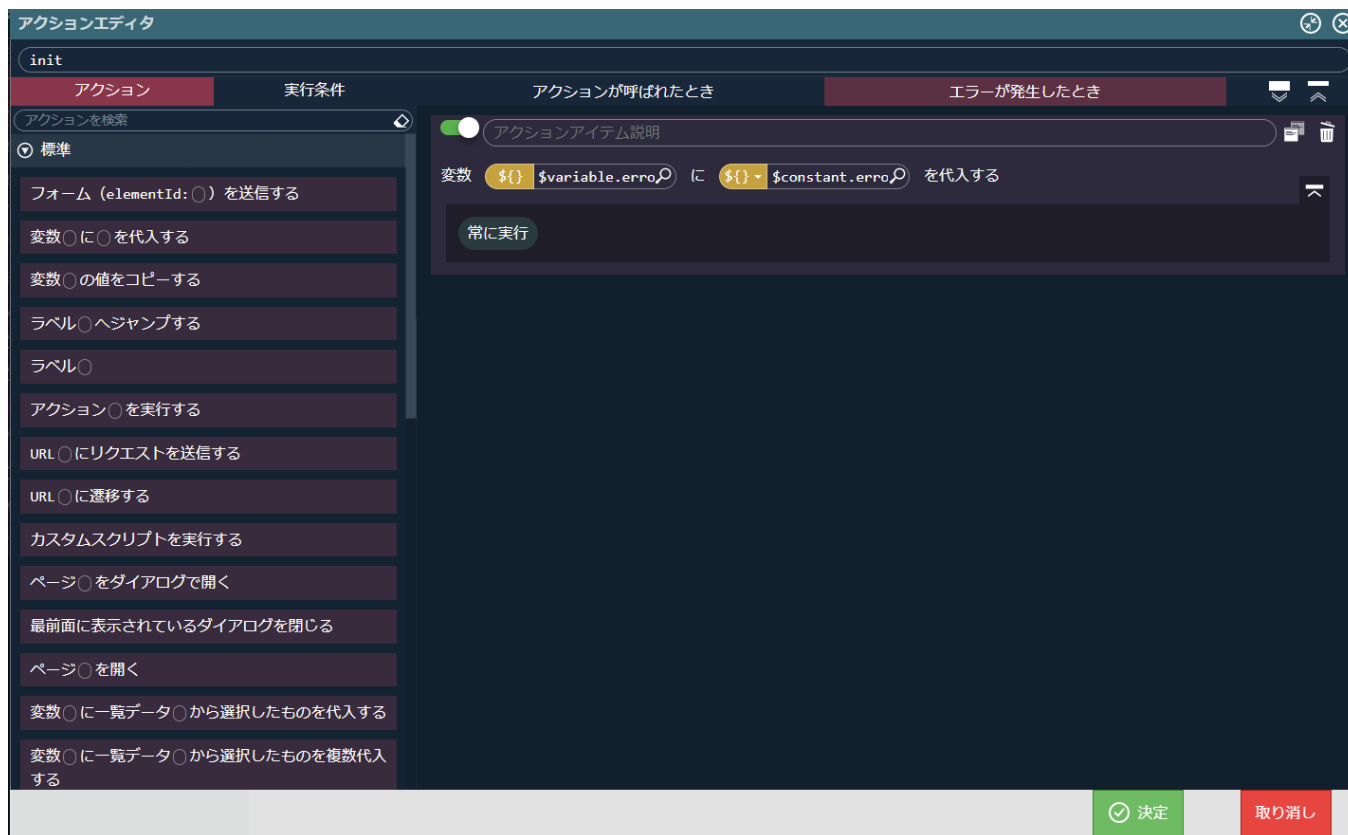 アクションエディタ
init
アクション 実行条件 アクションが呼ばれたとき エラーが発生したとき
アクションを検索
標準
フォーム（elementId:○）を送信する
変数○に○を代入する
変数○の値をコピーする
ラベル○へジャンプする
ラベル○
アクション○を実行する
URL○にリクエストを送信する
URL○に遷移する
カスタムスクリプトを実行する
ページ○をダイアログで開く
最前面に表示されているダイアログを閉じる
ページ○を開く
変数○に一覧データ○から選択したものを代入する
変数○に一覧データ○から選択したものを複数代入
する
アクションアイテム説明
変数 ${} $variable.erro に ${} $constant.erro を代入する
常に実行
決定 取り消し